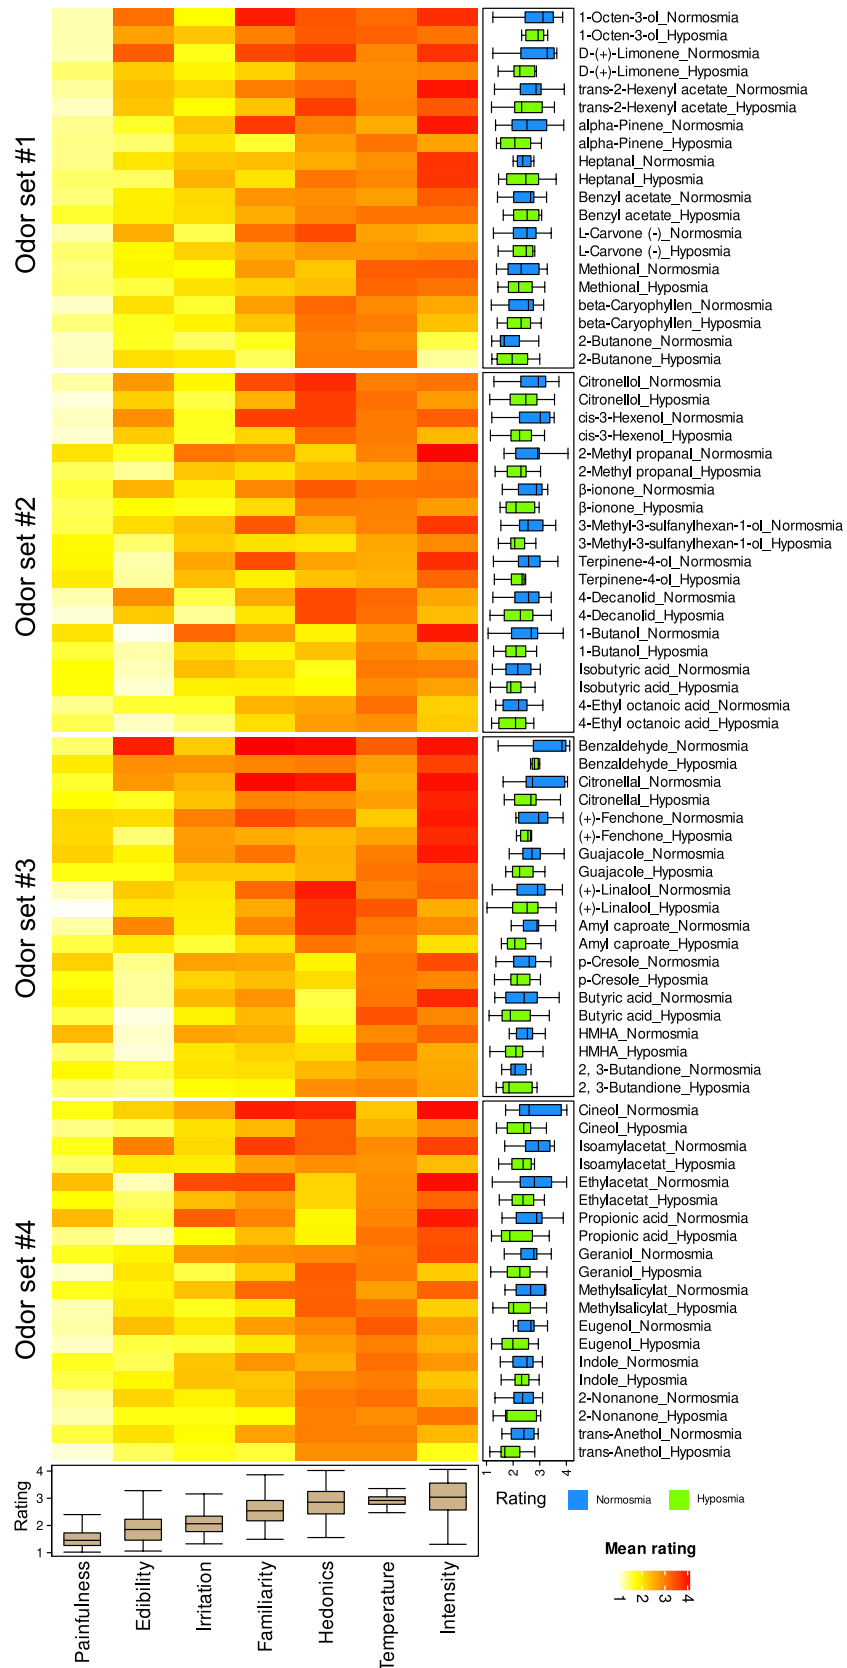 Odor set #1
1-Octen-3-ol_Normosmia
1-Octen-3-ol_Hyposmia
D-(+)-Limonene_Normosmia
D-(+)-Limonene_Hyposmia
trans-2-Hexenyl acetate_Normosmia
trans-2-Hexenyl acetate_Hyposmia
alpha-Pinene_Normosmia
alpha-Pinene_Hyposmia
Heptanal_Normosmia
Heptanal_Hyposmia
Benzyl acetate_Normosmia
Benzyl acetate_Hyposmia
L-Carvone (-)_Normosmia
L-Carvone (-)_Hyposmia
Methional_Normosmia
Methional_Hyposmia
beta-Caryophyllen_Normosmia
beta-Caryophyllen_Hyposmia
2-Butanone_Normosmia
2-Butanone_Hyposmia
Odor set #2
Citronellol_Normosmia
Citronellol_Hyposmia
cis-3-Hexenol_Normosmia
cis-3-Hexenol_Hyposmia
2-Methyl propanal_Normosmia
2-Methyl propanal_Hyposmia
β-ionone_Normosmia
β-ionone_Hyposmia
3-Methyl-3-sulfanylhexan-1-ol_Normosmia
3-Methyl-3-sulfanylhexan-1-ol_Hyposmia
Terpinene-4-ol_Normosmia
Terpinene-4-ol_Hyposmia
4-Decanolid_Normosmia
4-Decanolid_Hyposmia
1-Butanol_Normosmia
1-Butanol_Hyposmia
Isobutyric acid_Normosmia
Isobutyric acid_Hyposmia
4-Ethyl octanoic acid_Normosmia
4-Ethyl octanoic acid_Hyposmia
Odor set #3
Benzaldehyde_Normosmia
Benzaldehyde_Hyposmia
Citronellal_Normosmia
Citronellal_Hyposmia
(+)-Fenchone_Normosmia
(+)-Fenchone_Hyposmia
Guajacole_Normosmia
Guajacole_Hyposmia
(+)-Linalool_Normosmia
(+)-Linalool_Hyposmia
Amyl caproate_Normosmia
Amyl caproate_Hyposmia
p-Cresole_Normosmia
p-Cresole_Hyposmia
Butyric acid_Normosmia
Butyric acid_Hyposmia
HMHA_Normosmia
HMHA_Hyposmia
2, 3-Butandione_Normosmia
2, 3-Butandione_Hyposmia
Odor set #4
Cineol_Normosmia
Cineol_Hyposmia
Isoamylacetat_Normosmia
Isoamylacetat_Hyposmia
Ethylacetat_Normosmia
Ethylacetat_Hyposmia
Propionic acid_Normosmia
Propionic acid_Hyposmia
Geraniol_Normosmia
Geraniol_Hyposmia
Methylsalicylat_Normosmia
Methylsalicylat_Hyposmia
Eugenol_Normosmia
Eugenol_Hyposmia
Indole_Normosmia
Indole_Hyposmia
2-Nonanone_Normosmia
2-Nonanone_Hyposmia
trans-Anethol_Normosmia
trans-Anethol_Hyposmia
1 2 3 4
Rating
Normosmia
Hyposmia
Rating
4
3
2
1
Painfulness
Edibility
Irritation
Familiarity
Hedonics
Temperature
Intensity
Mean rating
1 2 3 4